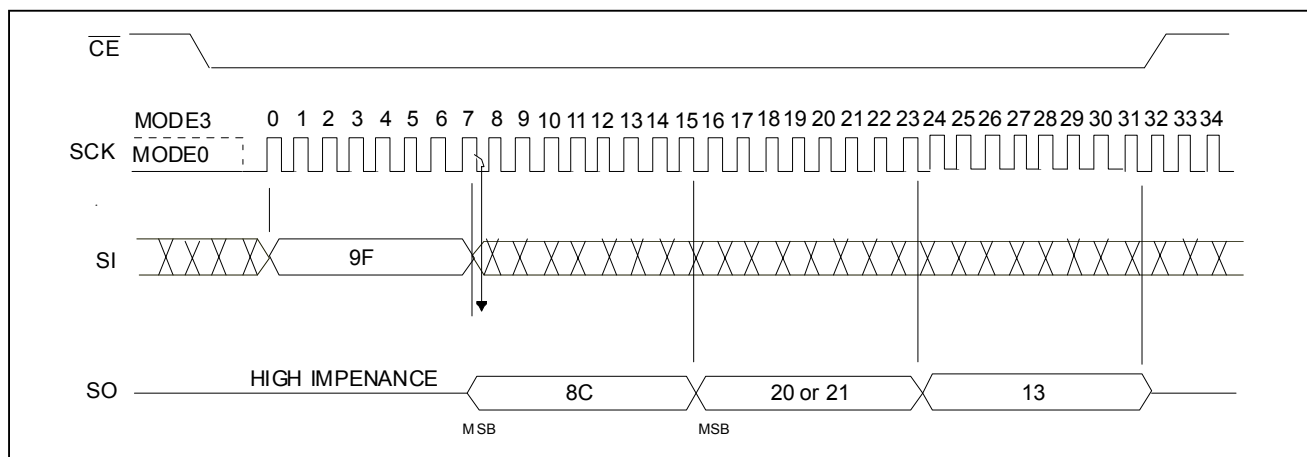 CE
MODE3
0 1 2 3 4 5 6 7 8 9 10 11 12 13 14 15 16 17 18 19 20 21 22 23 24 25 26 27 28 29 30 31 32 33 34
SCK
MODE0
SI
9F
HIGH IMPENANCE
SO
8C
20 or 21
13
MSB
MSB